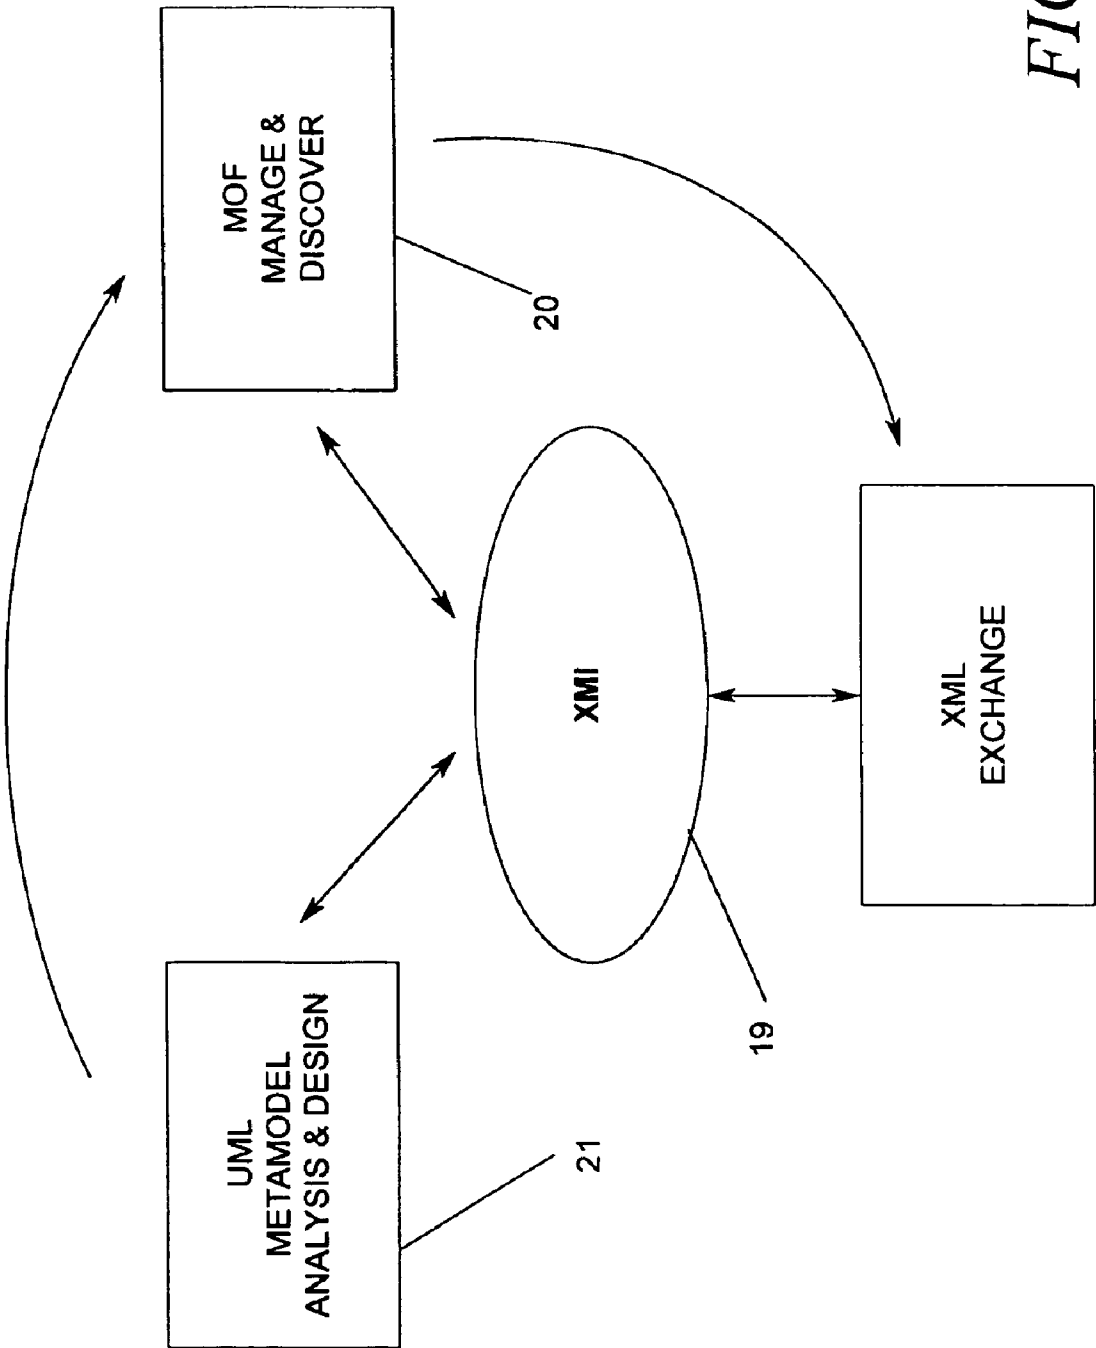 UML
METAMODEL
ANALYSIS & DESIGN
21
MOF
MANAGE &
DISCOVER
20
XMI
19
XML
EXCHANGE
FIG